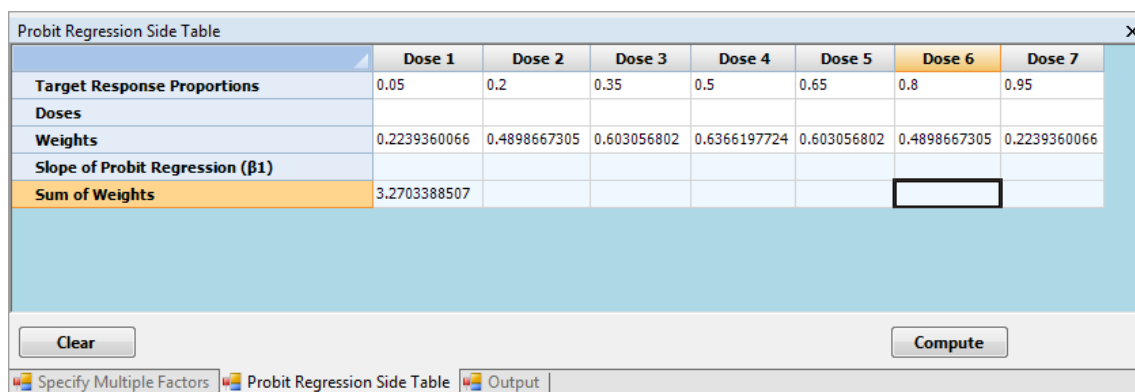 Probit Regression Side Table
Dose 1 Dose 2 Dose 3 Dose 4 Dose 5 Dose 6 Dose 7
Target Response Proportions 0.05 0.2 0.35 0.5 0.65 0.8 0.95
Doses
Weights 0.2239360066 0.4898667305 0.603056802 0.6366197724 0.603056802 0.4898667305 0.2239360066
Slope of Probit Regression (β1)
Sum of Weights 3.2703388507
Clear Compute
Specify Multiple Factors Probit Regression Side Table Output